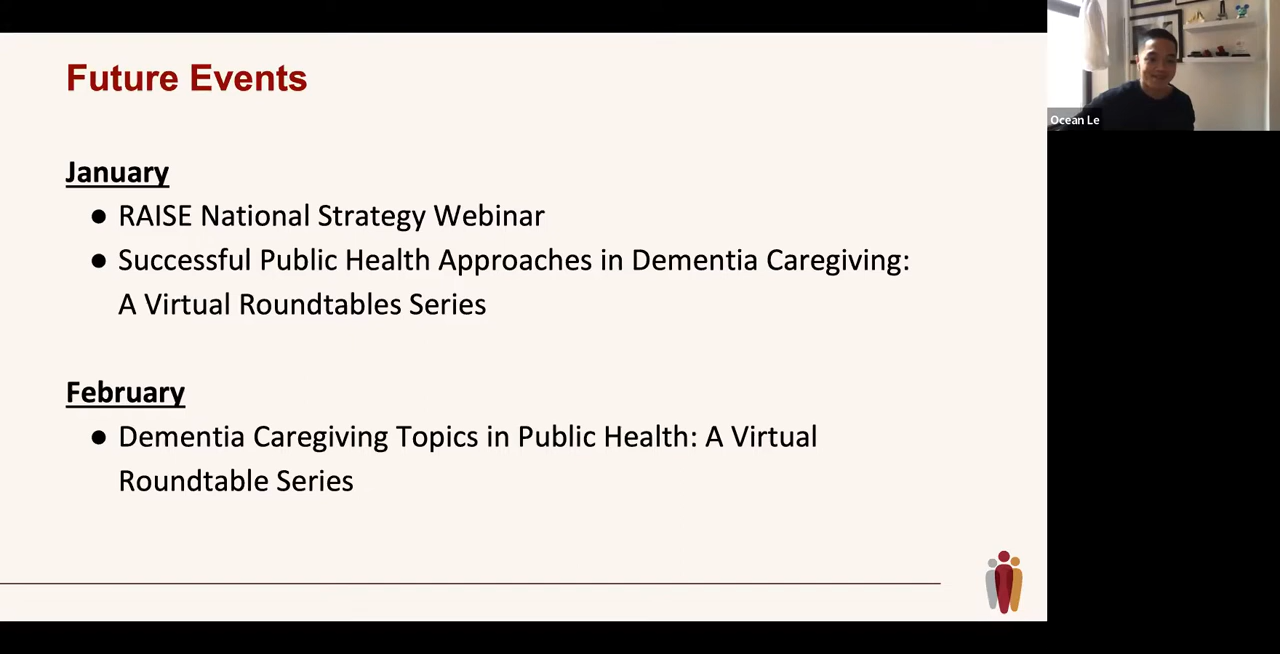 Future Events
January
● RAISE National Strategy Webinar
● Successful Public Health Approaches in Dementia Caregiving:
A Virtual Roundtables Series
February
● Dementia Caregiving Topics in Public Health: A Virtual
Roundtable Series
Ocean Le